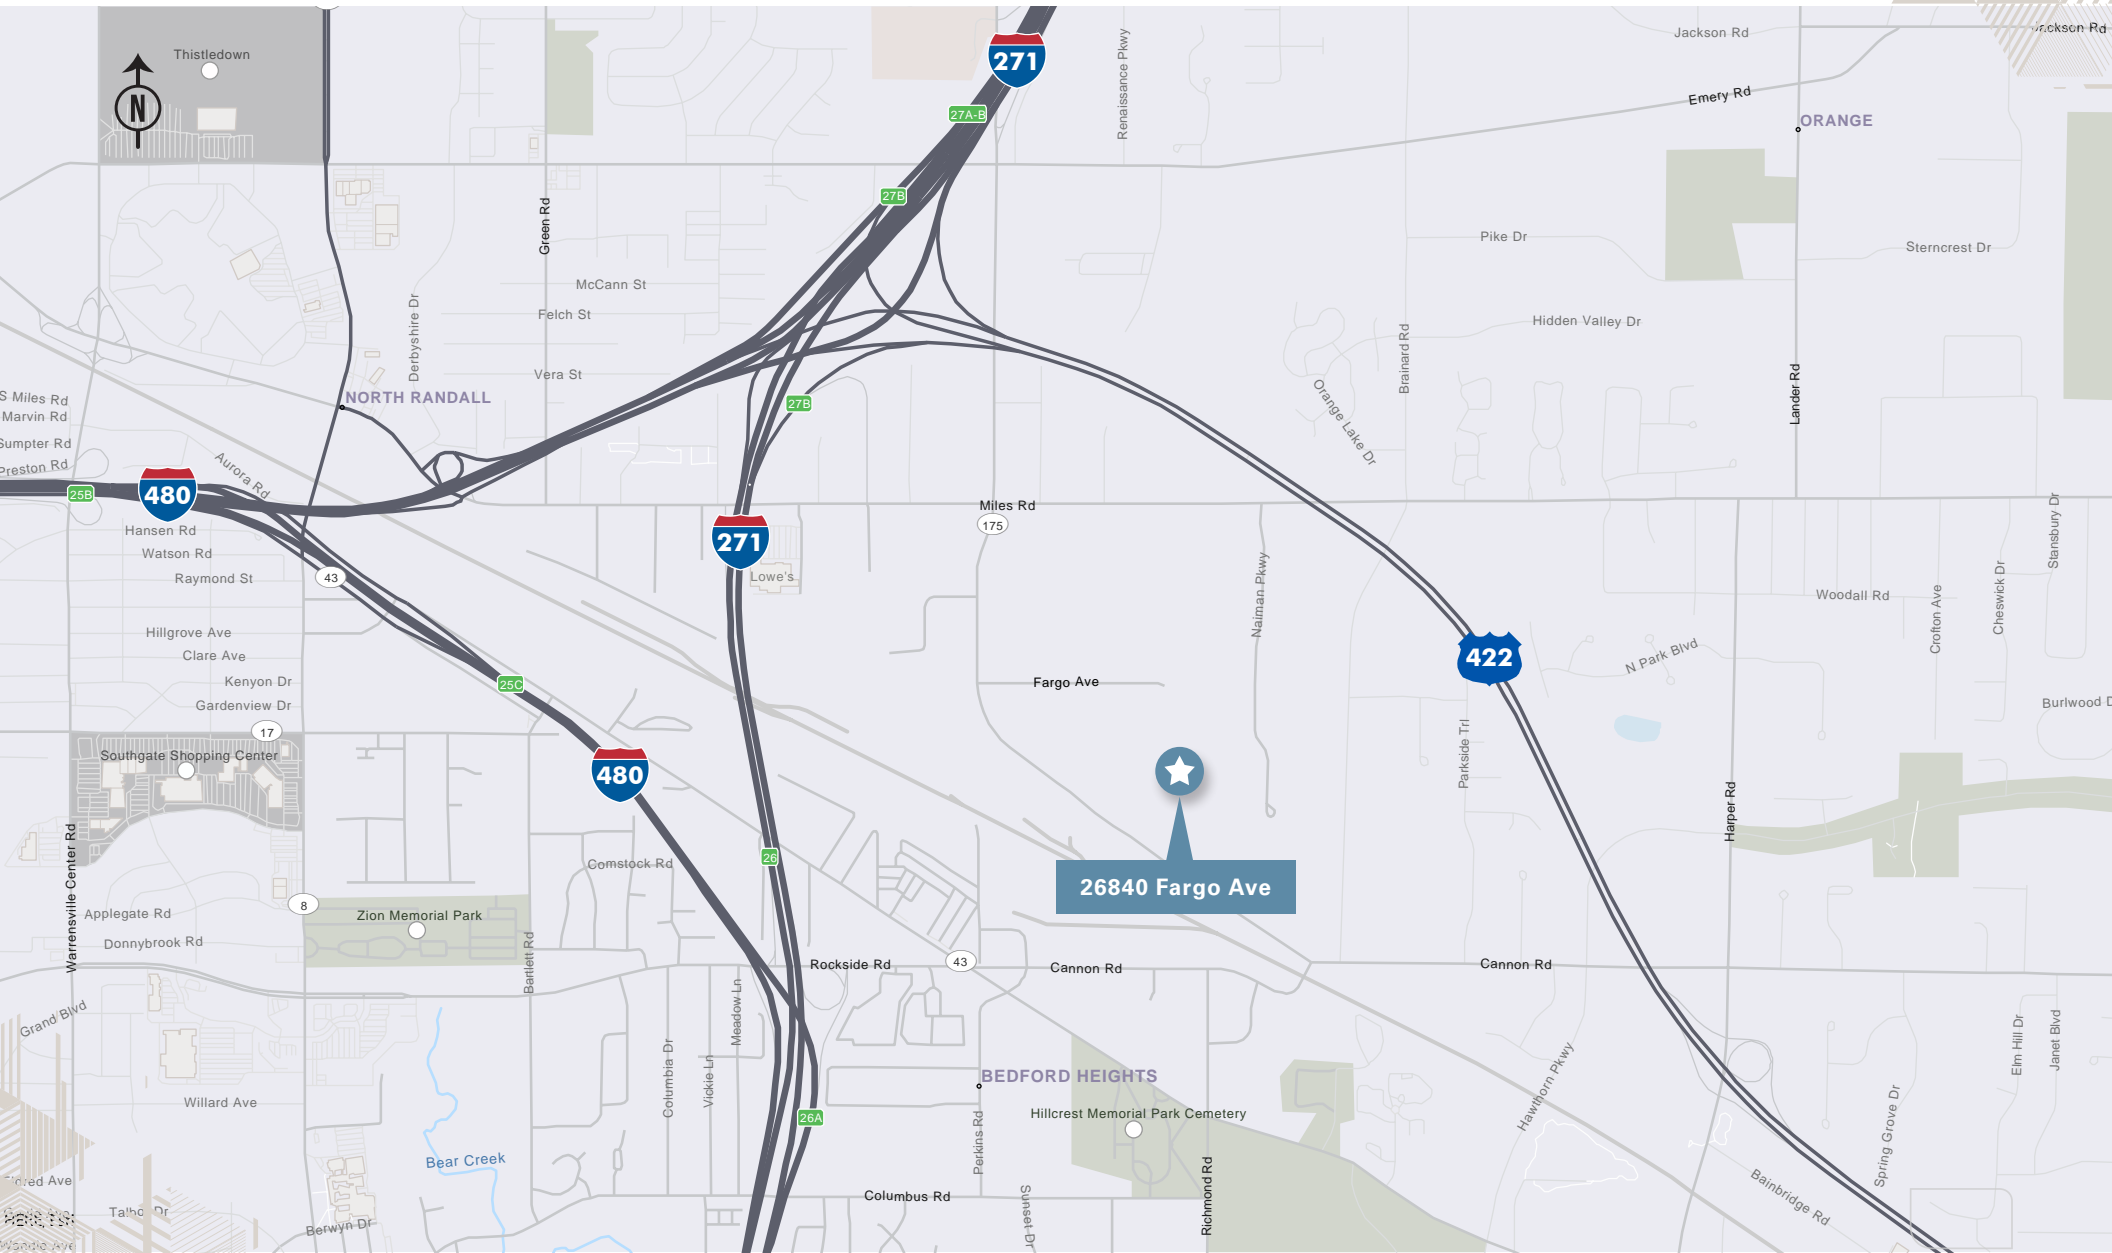 Thistledown
N
271
Renaissance Pkwy
Jackson Rd
Jackson Rd
27A-B
Emery Rd
ORANGE
27B
Green Rd
Pike Dr
Sterncrest Dr
McCann St
Felch St
Derbyshire Dr
Hidden Valley Dr
Brainard Rd
Vera St
Lander Rd
Orange Lake Dr
NORTH RANDALL
27B
S Miles Rd
Marvin Rd
Sumpter Rd
Preston Rd
Aurora Rd
25B
480
Miles Rd
175
Hansen Rd
Watson Rd
Raymond St
43
271
Lowe's
Naiman Pkwy
Stansbury Dr
Cheswick Dr
Crofton Ave
Woodall Rd
Hillgrove Ave
Clare Ave
Kenyon Dr
Gardenview Dr
25C
Fargo Ave
422
N Park Blvd
Burlwood D
17
Southgate Shopping Center
Parkside Trl
480
Harper Rd
Warrensville Center Rd
26
Comstock Rd
26840 Fargo Ave
8
Applegate Rd
Donnybrook Rd
Zion Memorial Park
Bartlett Rd
Rockside Rd
43
Cannon Rd
Cannon Rd
Grand Blvd
Meadow Ln
Columbia Dr
Vickie Ln
Elm Hill Dr
Janet Blvd
Hawthorn Pkwy
BEDFORD HEIGHTS
Willard Ave
26A
Hillcrest Memorial Park Cemetery
Perkins Rd
Spring Grove Dr
Bear Creek
Richmond Rd
Bainbridge Rd
Columbus Rd
Sunset Dr
Talbot Dr
Berwyn Dr
Wandle Ave